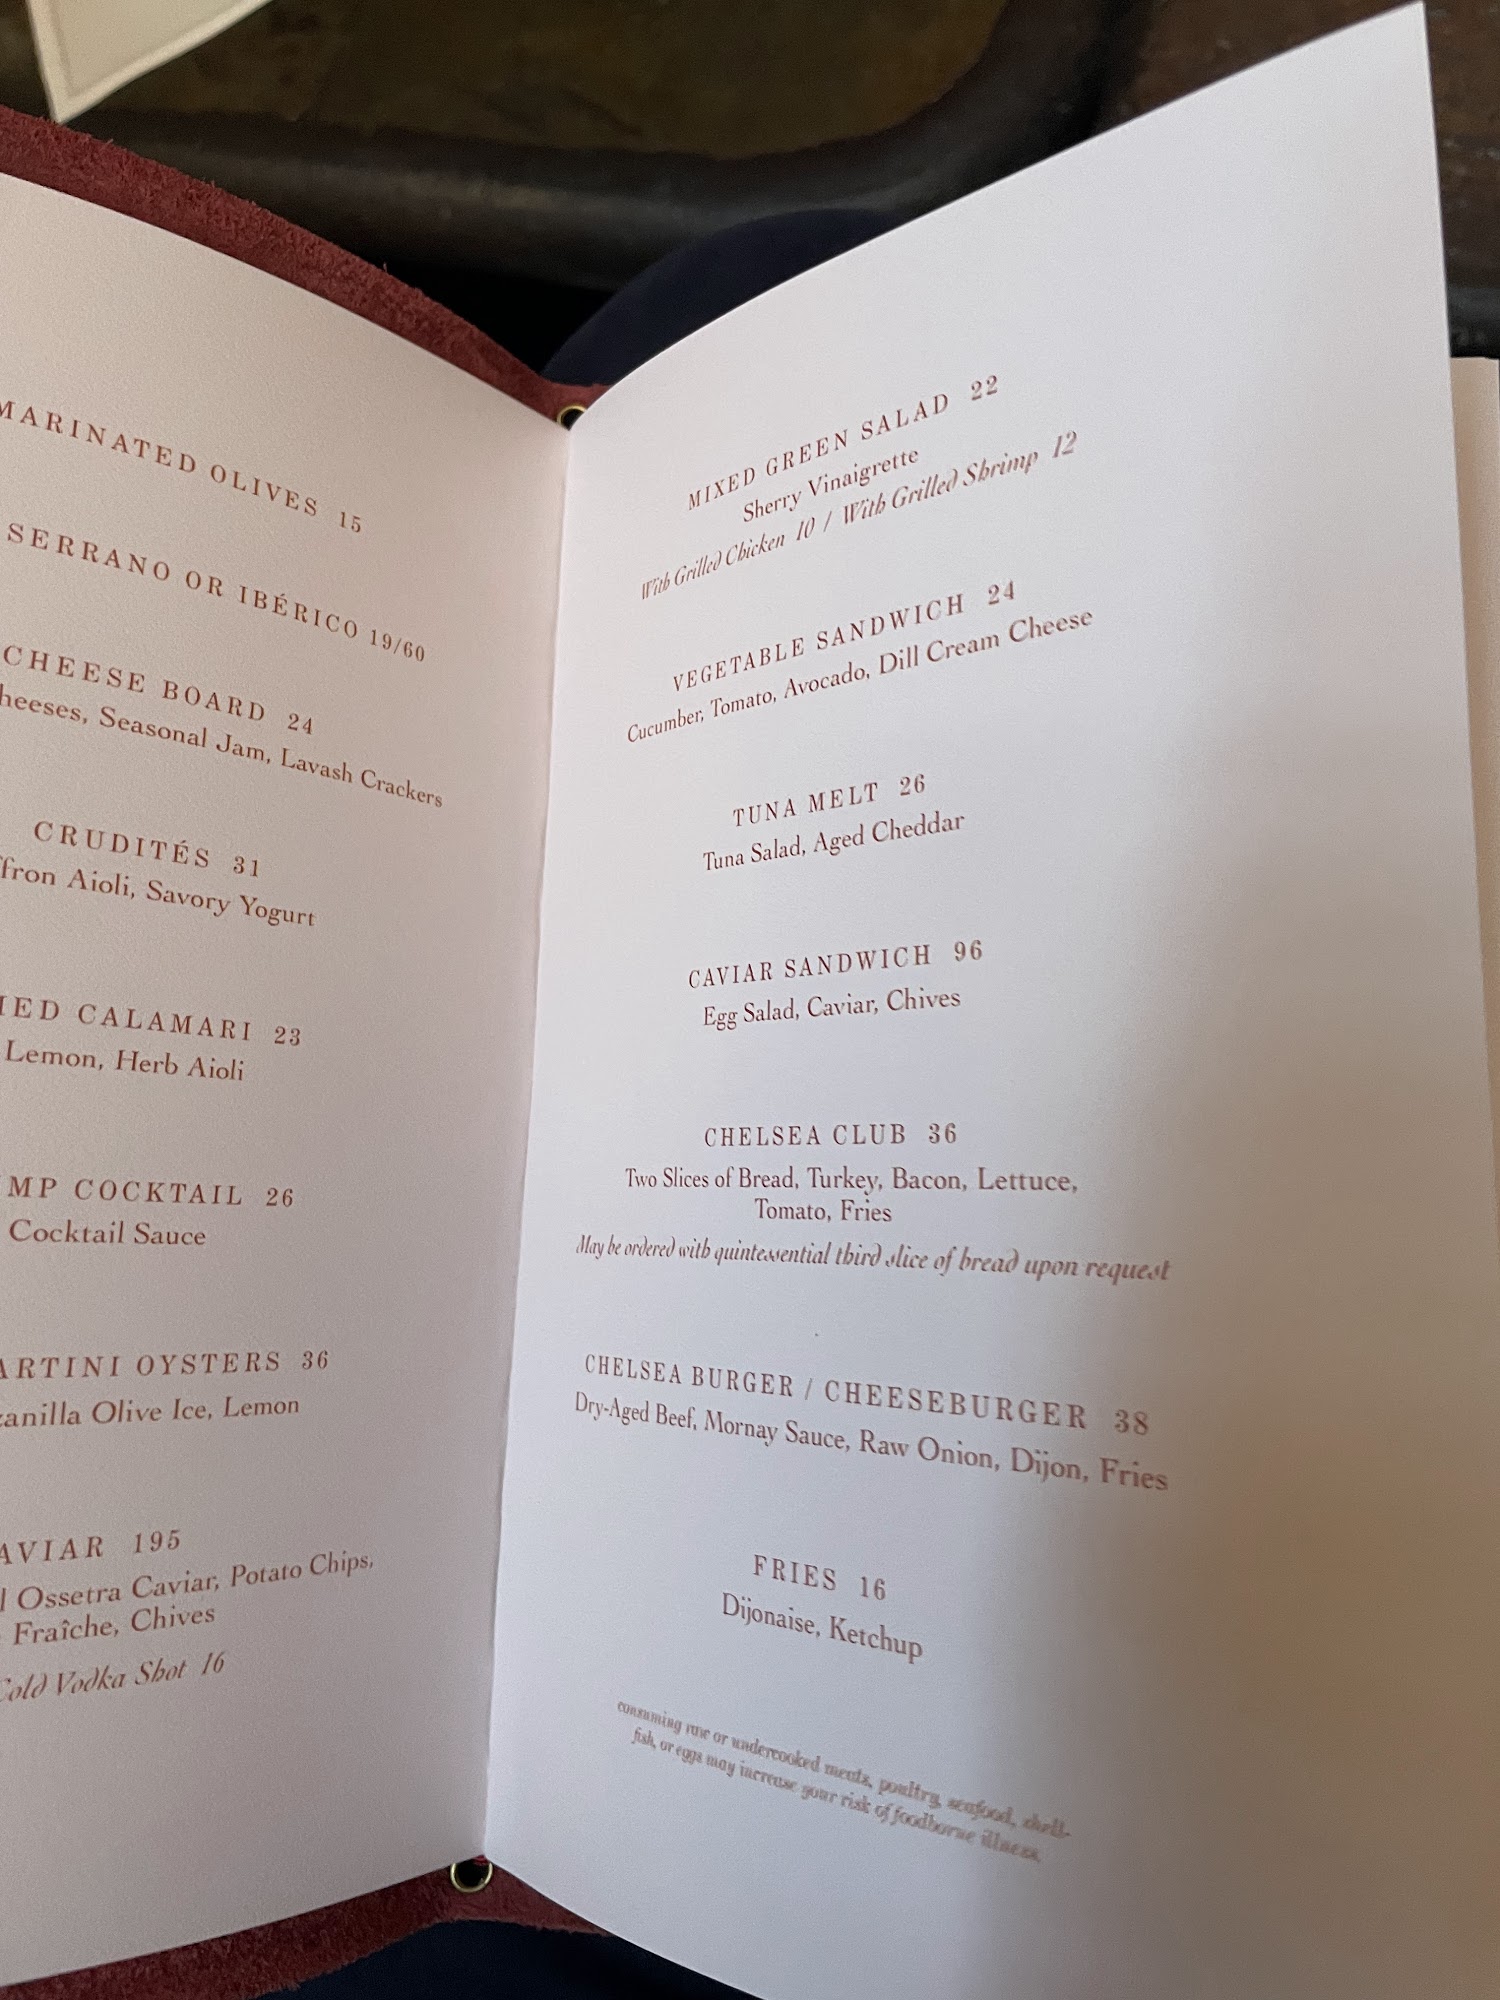 MARINATED OLIVES 15
SERRANO OR IBÉRICO 19/60
CHEESE BOARD 24
Seasonal Jam, Lavash Crackers
CRUDITÉS 31
Aioli, Savory Yogurt
CALAMARI 23
Lemon, Herb Aioli
COCKTAIL 26
Cocktail Sauce
OYSTERS 36
Olive Ice, Lemon
195
Ossetra Caviar, Potato Chips,
Fraîche, Chives
Cold Vodka Shot 16
MIXED GREEN SALAD 22
Sherry Vinaigrette
With Grilled Chicken 10 / With Grilled Shrimp 12
VEGETABLE SANDWICH 24
Cucumber, Tomato, Avocado, Dill Cream Cheese
TUNA MELT 26
Tuna Salad, Aged Cheddar
CAVIAR SANDWICH 96
Egg Salad, Caviar, Chives
CHELSEA CLUB 36
Two Slices of Bread, Turkey, Bacon, Lettuce,
Tomato, Fries
May be ordered with quintessential third slice of bread upon request
CHELSEA BURGER / CHEESEBURGER 38
Dry-Aged Beef, Mornay Sauce, Raw Onion, Dijon, Fries
FRIES 16
Dijonaise, Ketchup
consuming raw or undercooked meats, poultry, seafood, shell-
fish, or eggs may increase your risk of foodborne illness.